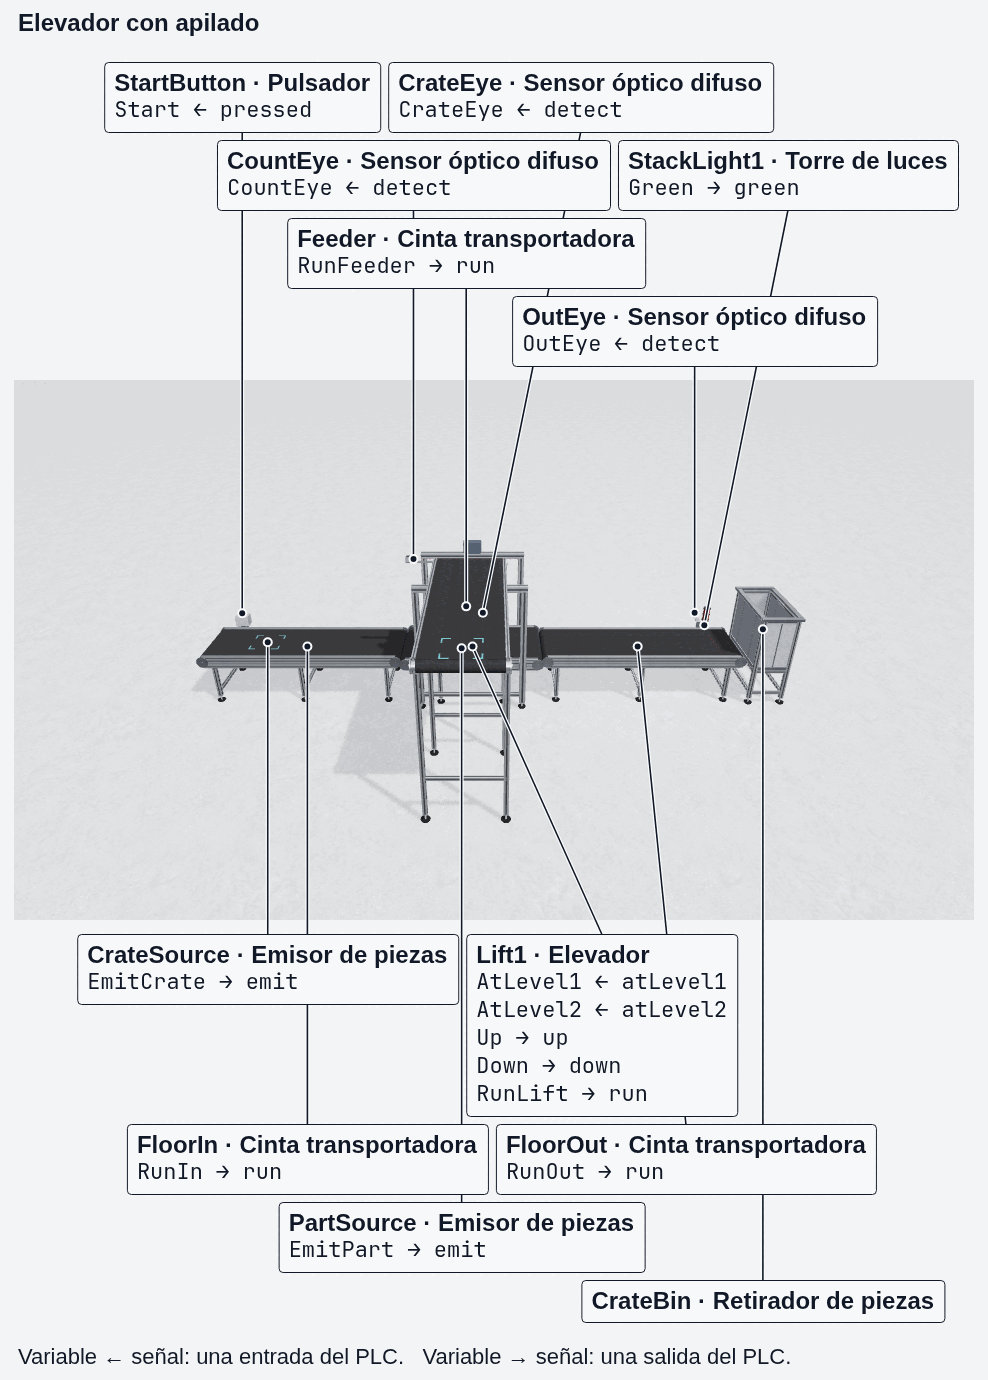 Elevador con apilado
StartButton · Pulsador
Start ← pressed
CrateEye · Sensor óptico difuso
CrateEye ← detect
CountEye · Sensor óptico difuso
CountEye ← detect
StackLight1 · Torre de luces
Green → green
Feeder · Cinta transportadora
RunFeeder → run
OutEye · Sensor óptico difuso
OutEye ← detect
CrateSource · Emisor de piezas
EmitCrate → emit
Lift1 · Elevador
AtLevel1 ← atLevel1
AtLevel2 ← atLevel2
Up → up
Down → down
RunLift → run
FloorIn · Cinta transportadora
RunIn → run
FloorOut · Cinta transportadora
RunOut → run
PartSource · Emisor de piezas
EmitPart → emit
CrateBin · Retirador de piezas
Variable ← señal: una entrada del PLC. Variable → señal: una salida del PLC.